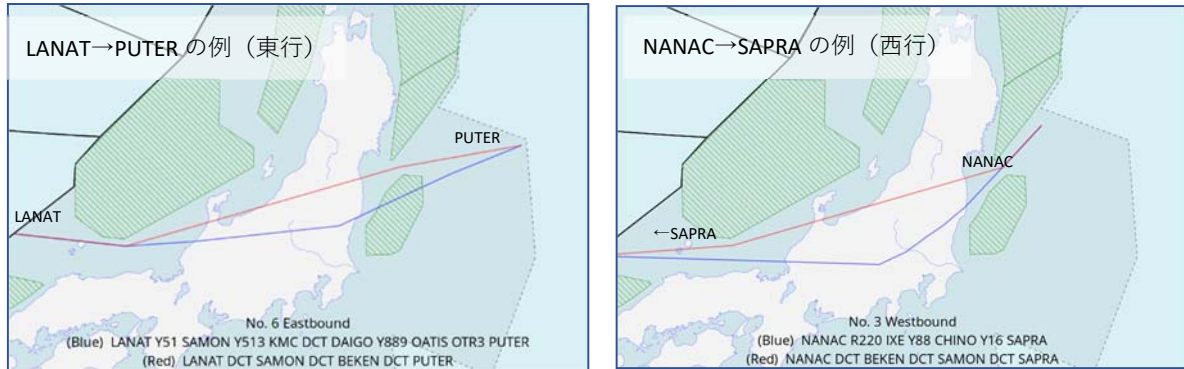 LANAT→PUTER の例（東行）
PUTER
LANAT
No. 6 Eastbound
(Blue) LANAT Y51 SAMON Y513 KMC DCT DAIGO Y889 OATIS OTR3 PUTER
(Red) LANAT DCT SAMON DCT BEKEN DCT PUTER
NANAC→SAPRA の例（西行）
NANAC
←SAPRA
No. 3 Westbound
(Blue) NANAC R220 IXE Y88 CHINO Y16 SAPRA
(Red) NANAC DCT BEKEN DCT SAMON DCT SAPRA